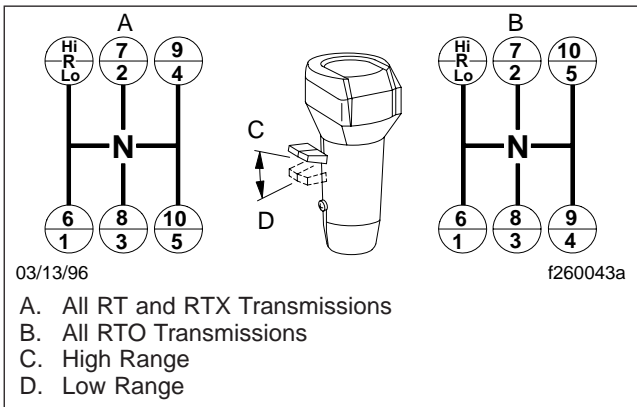 A B
Hi R Lo 7 2 9 4 Hi R Lo 7 2 10 5
C
N N
D
6 1 8 3 10 5 6 1 8 3 9 4
03/13/96 f260043a
A. All RT and RTX Transmissions
B. All RTO Transmissions
C. High Range
D. Low Range